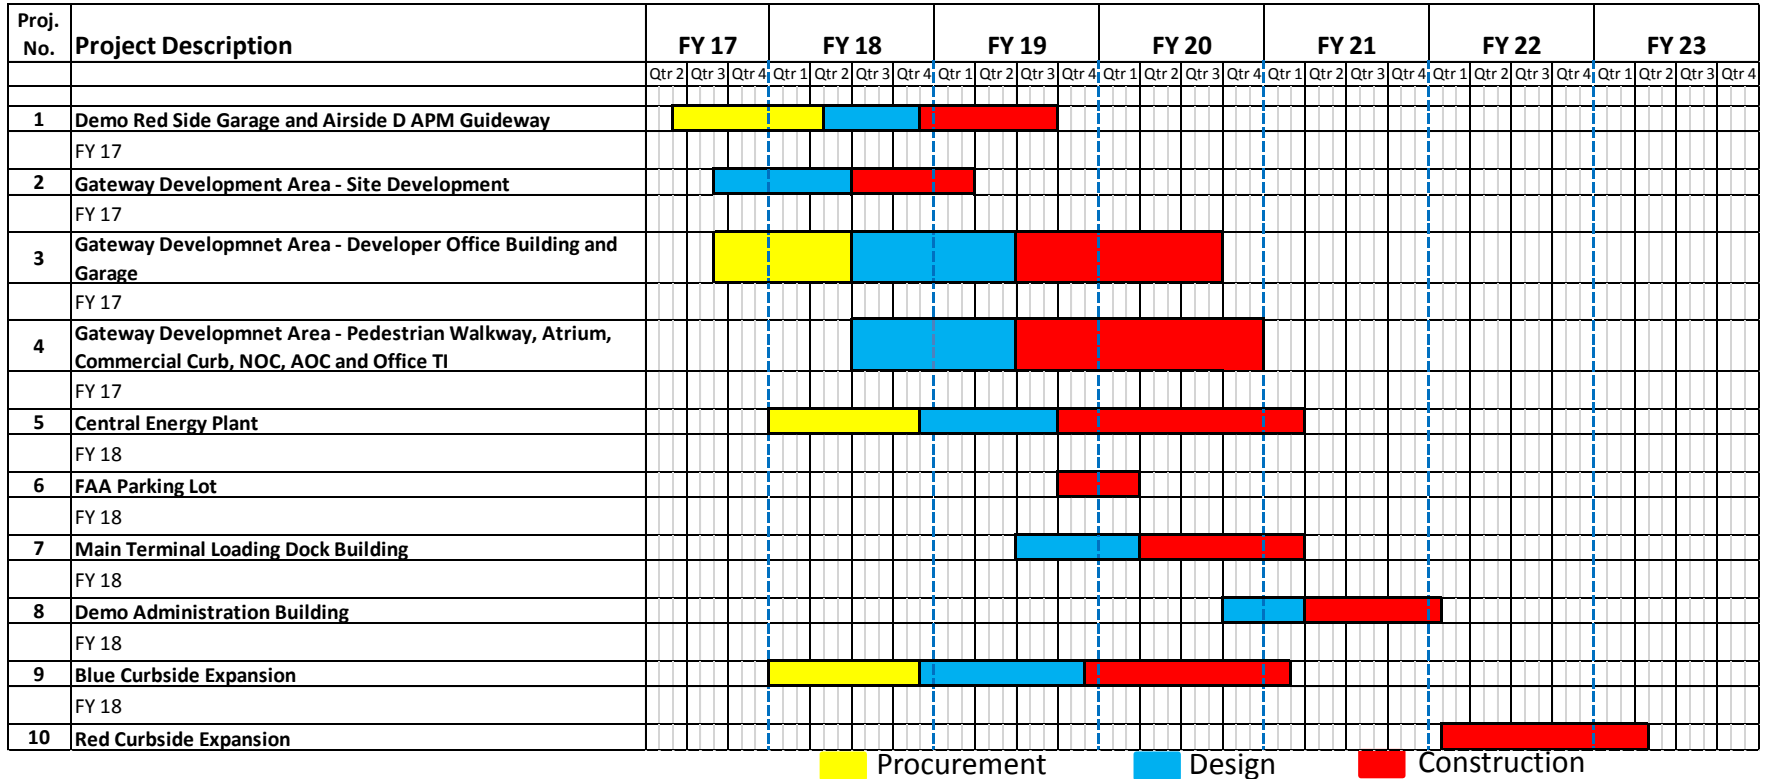 Proj.
No. Project Description FY 17 FY 18 FY 19 FY 20 FY 21 FY 22 FY 23
Qtr 2 Qtr 3 Qtr 4 Qtr 1 Qtr 2 Qtr 3 Qtr 4 Qtr 1 Qtr 2 Qtr 3 Qtr 4 Qtr 1 Qtr 2 Qtr 3 Qtr 4 Qtr 1 Qtr 2 Qtr 3 Qtr 4 Qtr 1 Qtr 2 Qtr 3 Qtr 4 Qtr 1 Qtr 2 Qtr 3 Qtr 4
1 Demo Red Side Garage and Airside D APM Guideway
FY 17
2 Gateway Development Area - Site Development
FY 17
Gateway Developmnet Area - Developer Office Building and
3
Garage
FY 17
Gateway Developmnet Area - Pedestrian Walkway, Atrium,
4
Commercial Curb, NOC, AOC and Office TI
FY 17
5 Central Energy Plant
FY 18
6 FAA Parking Lot
FY 18
7 Main Terminal Loading Dock Building
FY 18
8 Demo Administration Building
FY 18
9 Blue Curbside Expansion
FY 18
10 Red Curbside Expansion
Procurement Design Construction